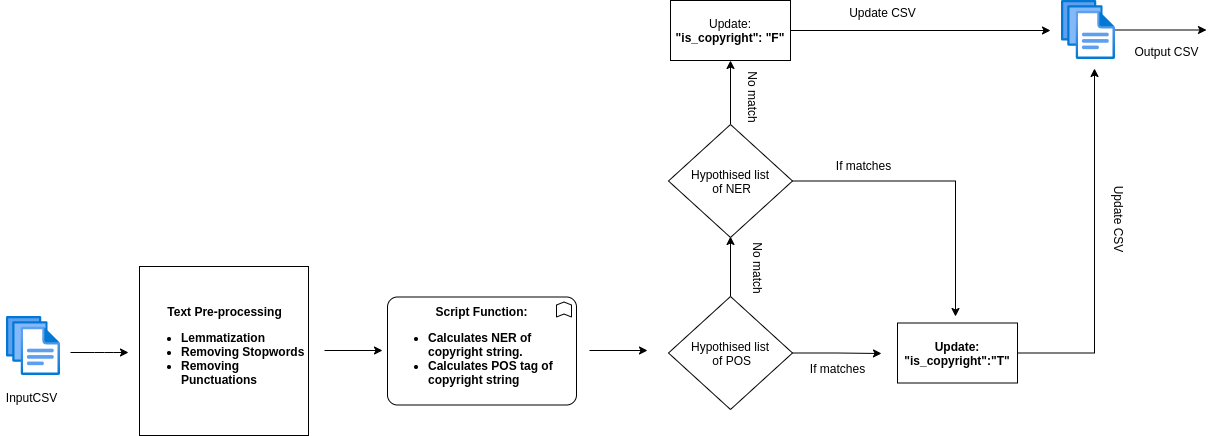 InputCSV
Text Pre-processing
Lemmatization
Removing Stopwords
Removing
Punctuations
Script Function:
Calculates NER of
copyright string.
Calculates POS tag of
copyright string
Hypothised list
of POS
If matches
No match
Hypothised list
of NER
If matches
No match
Update:
"is_copyright": "F"
Update CSV
Update:
"is_copyright":"T"
Update CSV
Output CSV